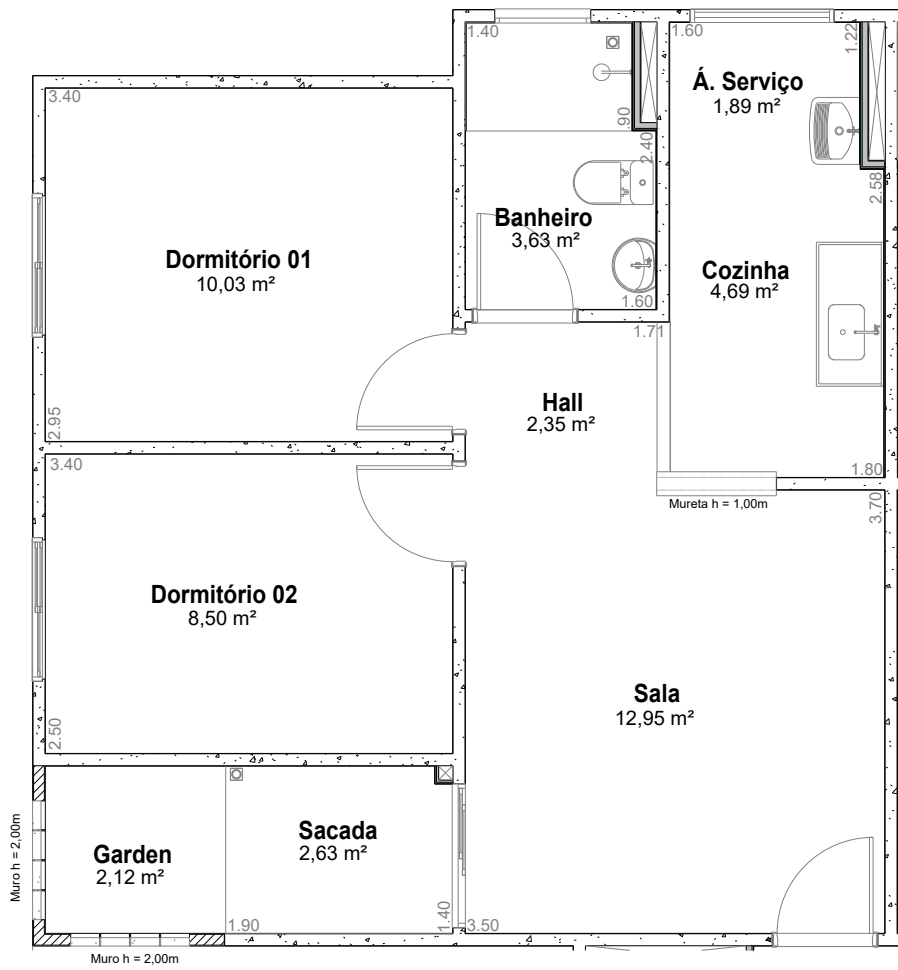 1.40
1.60
1.22
3.40
Á. Serviço
1,89 m²
.90
2.40
2.58
Banheiro
3,63 m²
Dormitório 01
10,03 m²
Cozinha
4,69 m²
1.60
1.71
Hall
2,35 m²
2.95
3.40
1.80
Mureta h = 1,00m
3.70
Dormitório 02
8,50 m²
Sala
12,95 m²
2.50
Muro h = 2,00m
Garden
2,12 m²
Sacada
2,63 m²
1.90
1.40
3.50
Muro h = 2,00m